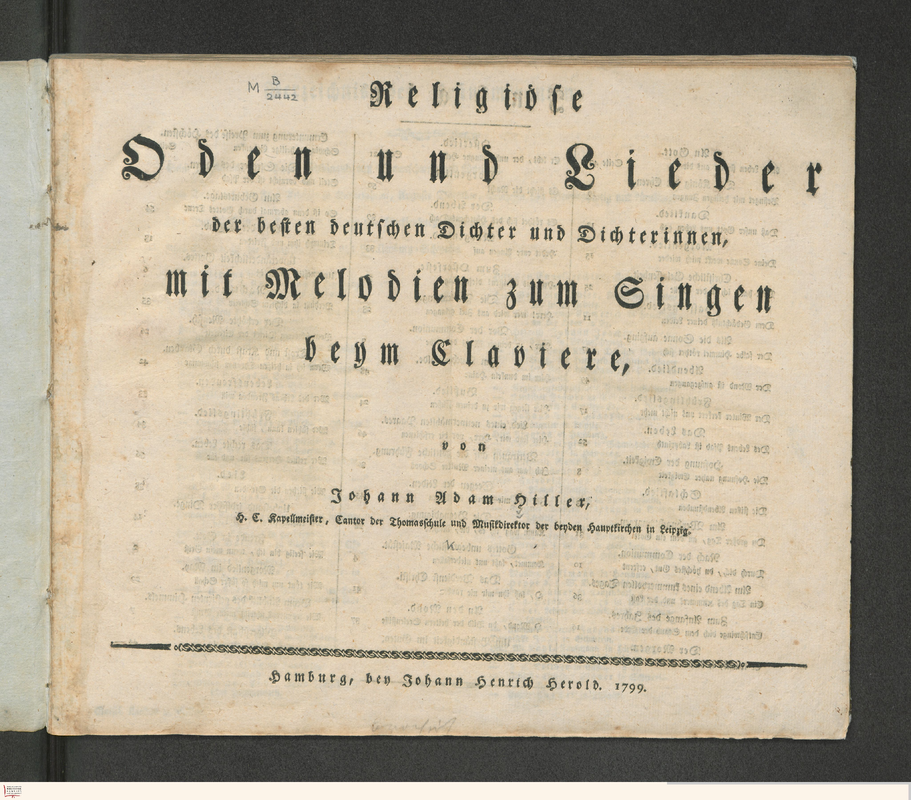 M B
2442
Religiöse
Oden und Lieder
der besten deutschen Dichter und Dichterinnen,
mit Melodien zum Singen
beym Claviere,
von
Johann Adam Hiller,
H. C. Kapellmeister, Cantor der Thomasschule und Musikdirektor der beyden Hauptkirchen in Leipzig.
Hamburg, bey Johann Henrich Herold. 1799.